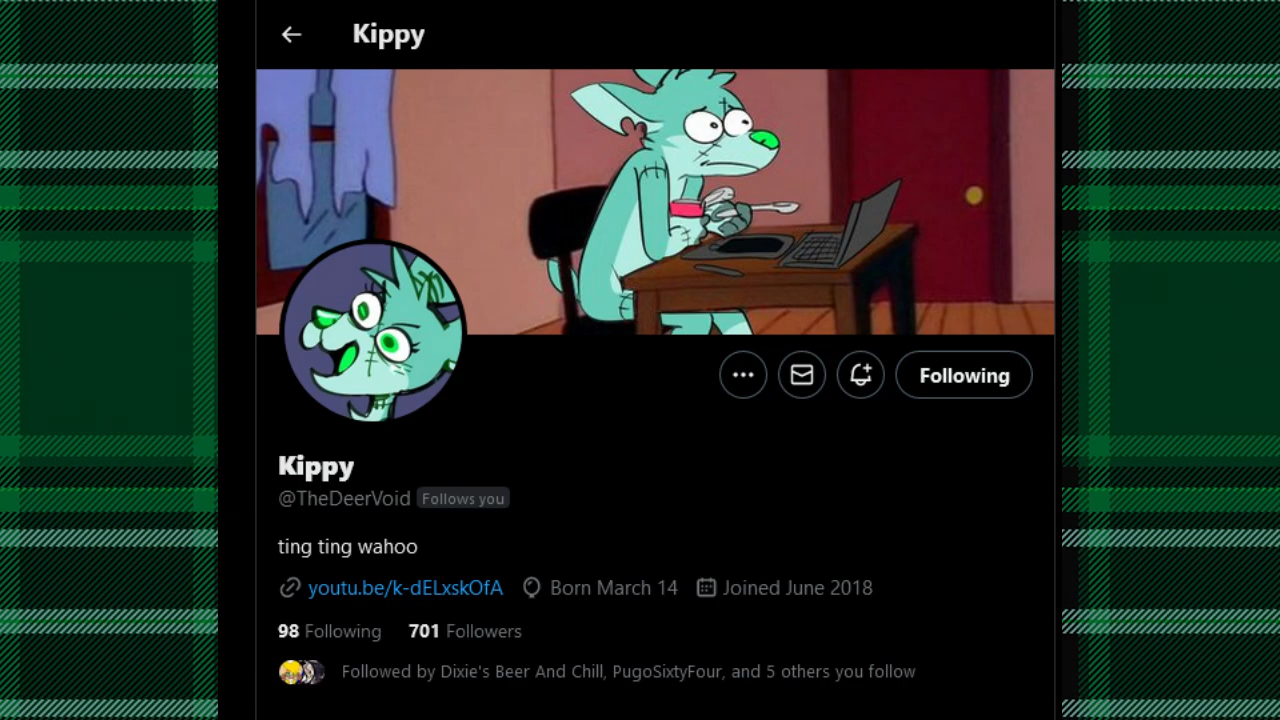 Kippy
Following
Kippy
@TheDeerVoid Follows you
ting ting wahoo
youtu.be/k-dELxskOfA Born March 14 Joined June 2018
98 Following 701 Followers
Followed by Dixie's Beer And Chill, PugoSixtyFour, and 5 others you follow